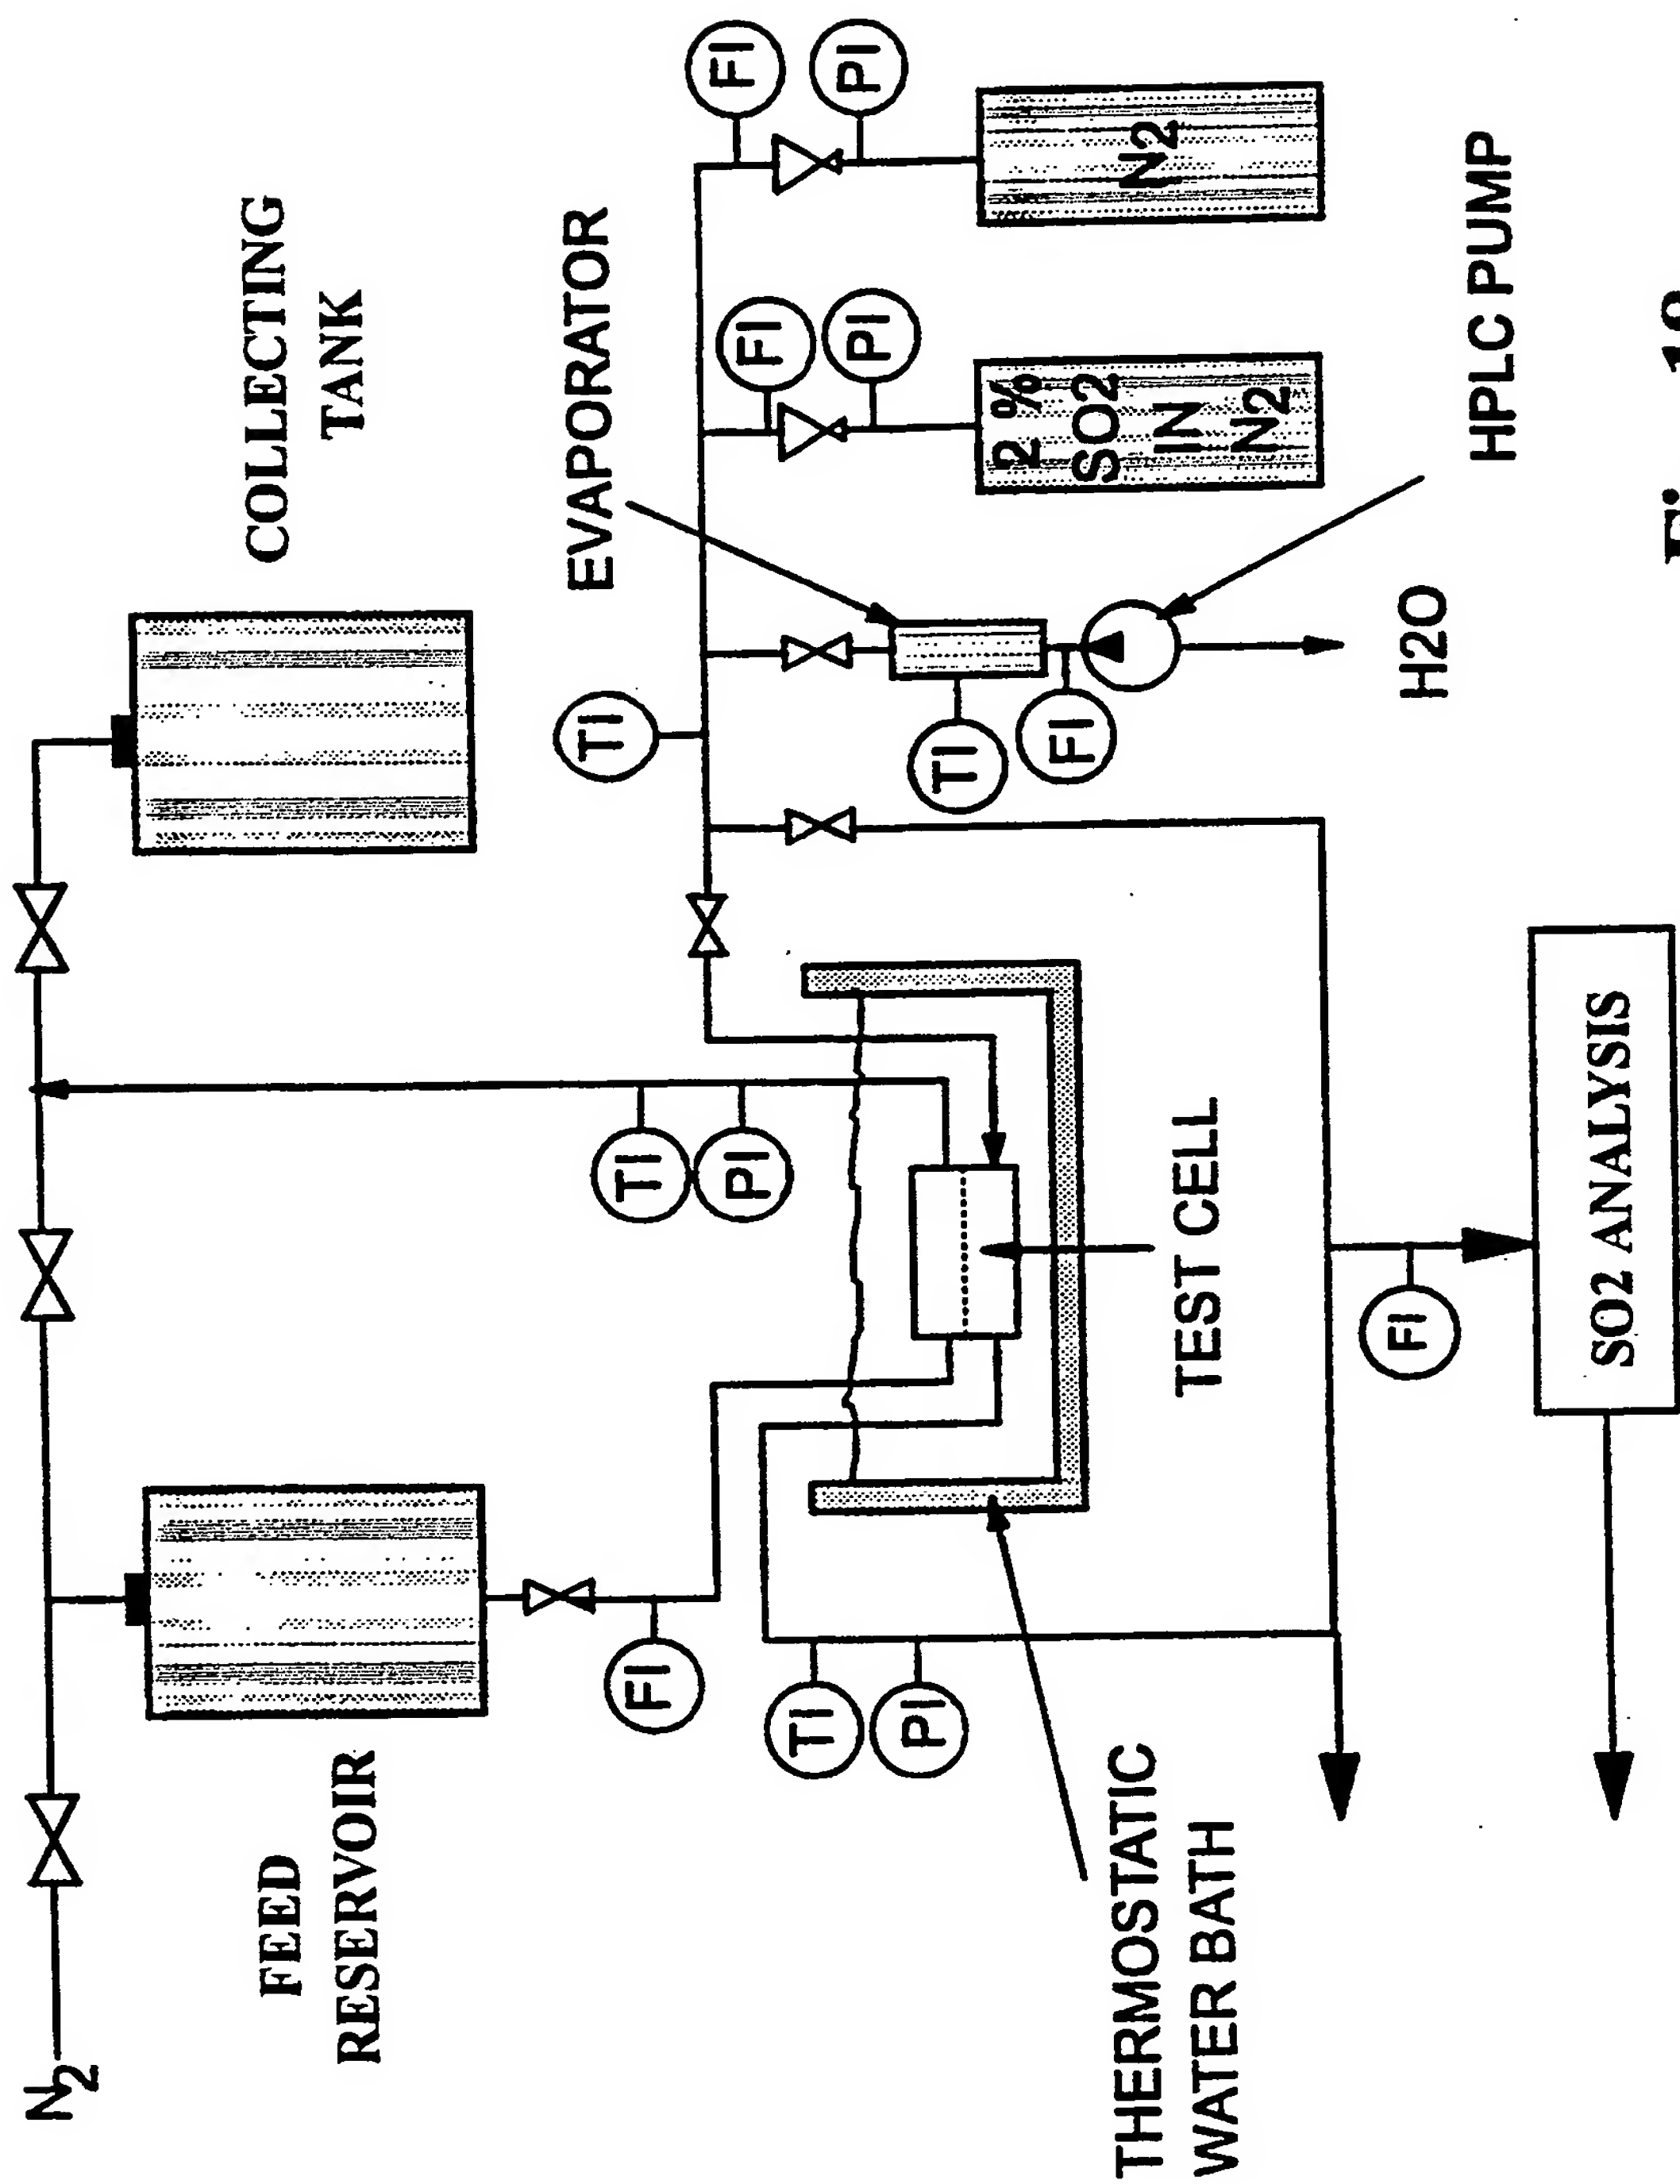 N2
FEED
RESERVOIR
COLLECTING
TANK
EVAPORATOR
TI
TI
FI
PI
FI
FI
TI
PI
PI
PI
TI
FI
2 %
SO2
IN
N2
N2
THERMOSTATIC
WATER BATH
TEST CELL
FI
H2O
HPLC PUMP
SO2 ANALYSIS